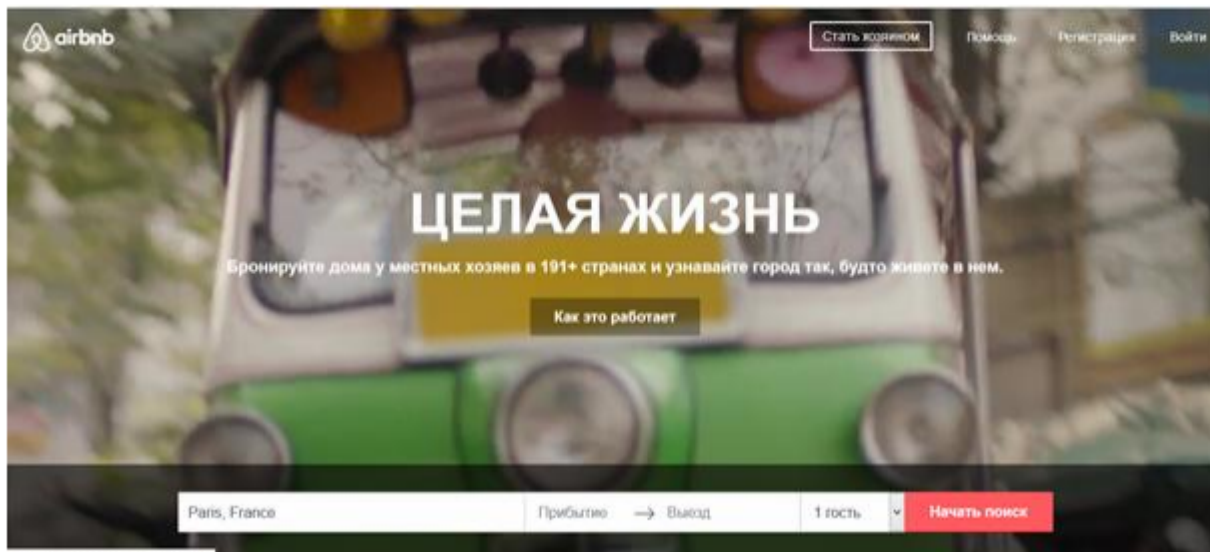 airbnb
Стать хозяином
Помощь
Регистрация
Войти
ЦЕЛАЯ ЖИЗНЬ
Бронируйте дома у местных хозяев в 191+ странах и узнавайте город так, будто живете в нем.
Как это работает
Paris, France
Прибытие → Выезд
1 гость
Начать поиск